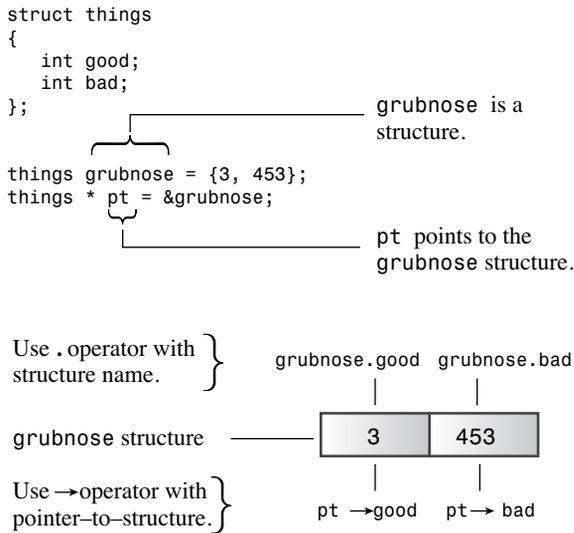 struct things
{
   int good;
   int bad;
};
grubnose is a
structure.
things grubnose = {3, 453};
things * pt = &grubnose;
pt points to the
grubnose structure.
Use . operator with
structure name.
grubnose.good grubnose.bad
grubnose structure
3 453
Use →operator with
pointer–to–structure.
pt →good pt→ bad